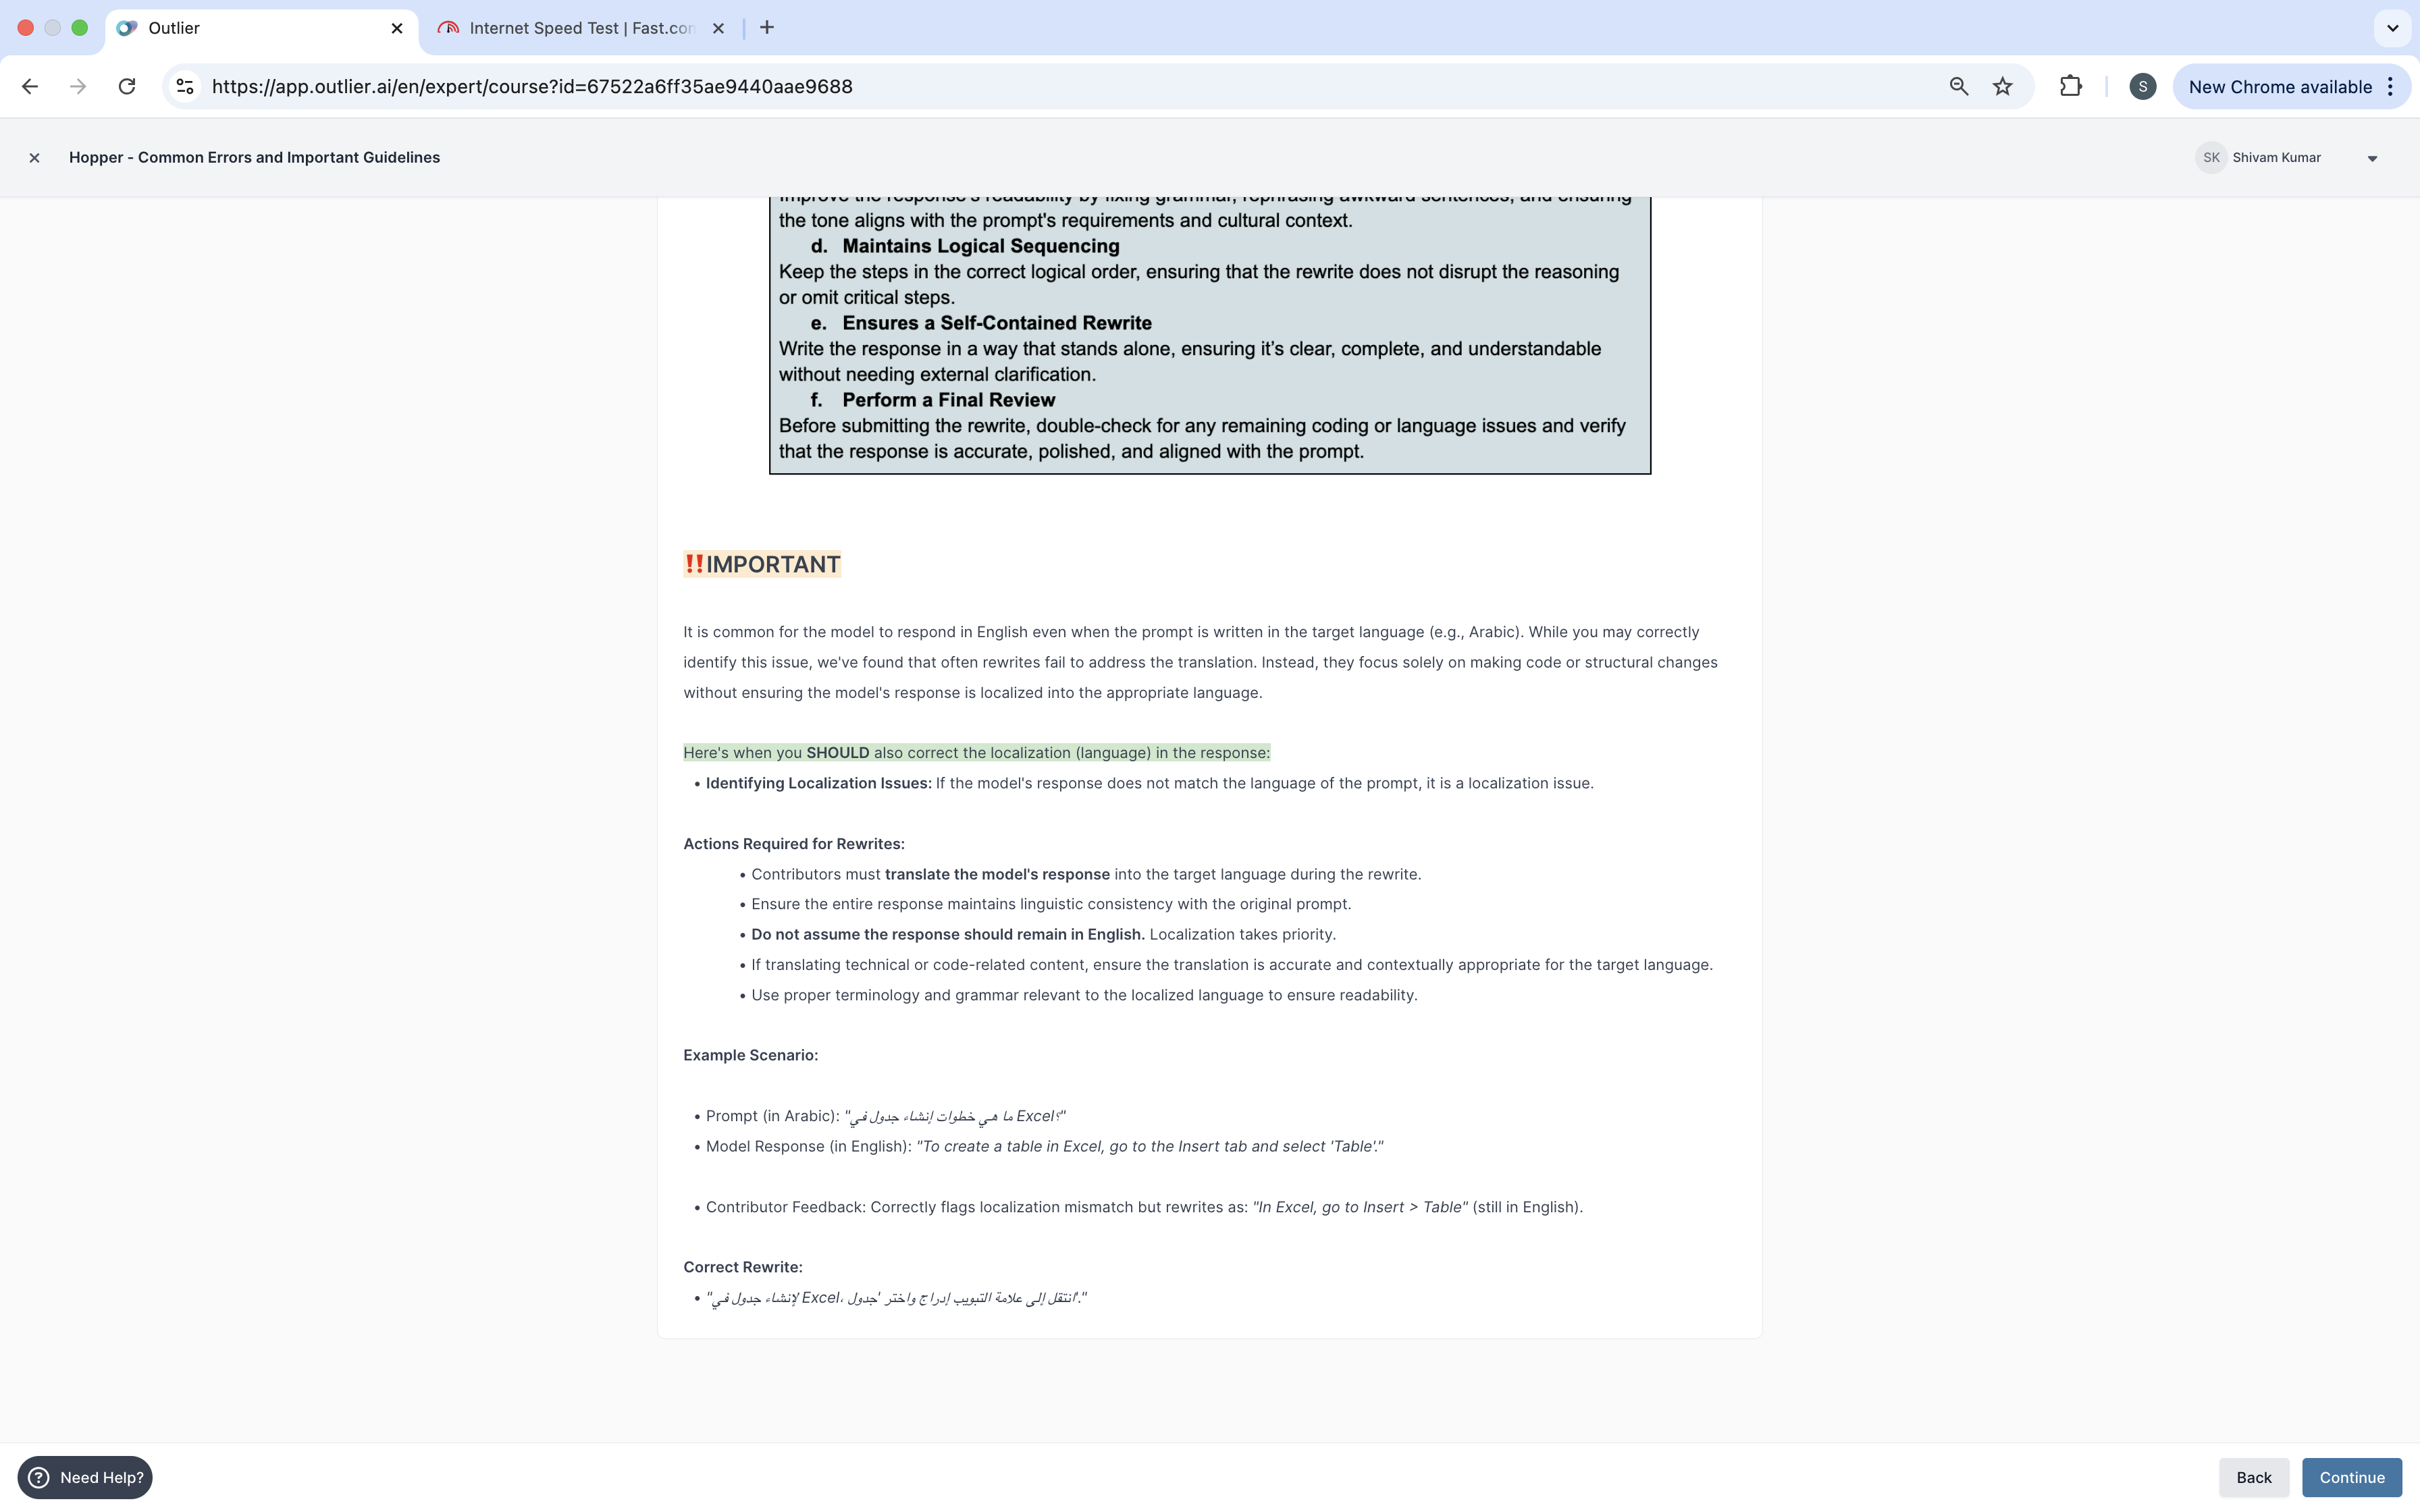 Outlier
Internet Speed Test | Fast.com
https://app.outlier.ai/en/expert/course?id=67522a6ff35ae9440aae9688
S
New Chrome available
Hopper - Common Errors and Important Guidelines
SK Shivam Kumar
Improve the response's readability by fixing grammar, rephrasing awkward sentences, and ensuring
the tone aligns with the prompt's requirements and cultural context.
d. Maintains Logical Sequencing
Keep the steps in the correct logical order, ensuring that the rewrite does not disrupt the reasoning
or omit critical steps.
e. Ensures a Self-Contained Rewrite
Write the response in a way that stands alone, ensuring it's clear, complete, and understandable
without needing external clarification.
f. Perform a Final Review
Before submitting the rewrite, double-check for any remaining coding or language issues and verify
that the response is accurate, polished, and aligned with the prompt.
‼️IMPORTANT
It is common for the model to respond in English even when the prompt is written in the target language (e.g., Arabic). While you may correctly
identify this issue, we've found that often rewrites fail to address the translation. Instead, they focus solely on making code or structural changes
without ensuring the model's response is localized into the appropriate language.
Here's when you SHOULD also correct the localization (language) in the response:
• Identifying Localization Issues: If the model's response does not match the language of the prompt, it is a localization issue.
Actions Required for Rewrites:
• Contributors must translate the model's response into the target language during the rewrite.
• Ensure the entire response maintains linguistic consistency with the original prompt.
• Do not assume the response should remain in English. Localization takes priority.
• If translating technical or code-related content, ensure the translation is accurate and contextually appropriate for the target language.
• Use proper terminology and grammar relevant to the localized language to ensure readability.
Example Scenario:
• Prompt (in Arabic): "ما هي خطوات إنشاء جدول في Excel؟"
• Model Response (in English): "To create a table in Excel, go to the Insert tab and select 'Table'."
• Contributor Feedback: Correctly flags localization mismatch but rewrites as: "In Excel, go to Insert > Table" (still in English).
Correct Rewrite:
• "لإنشاء جدول في Excel، انتقل إلى علامة التبويب إدراج واختر 'جدول'."
Need Help?
Back
Continue